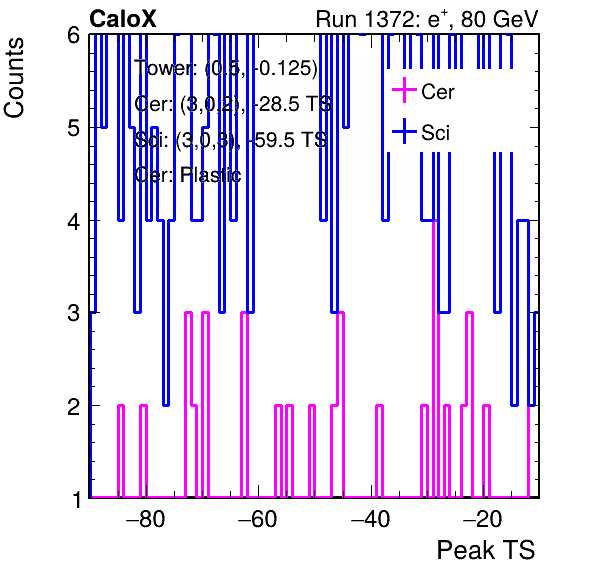 CaloX Run 1372: e+, 80 GeV
Counts
6
Tower: (0.5, -0.125)
Cer: (3,0,2), -28.5 TS
Cer
Sci
5
Sci: (3,0,3), -59.5 TS
Cer: Plastic
4
3
2
1
−80 −60 −40 −20
Peak TS